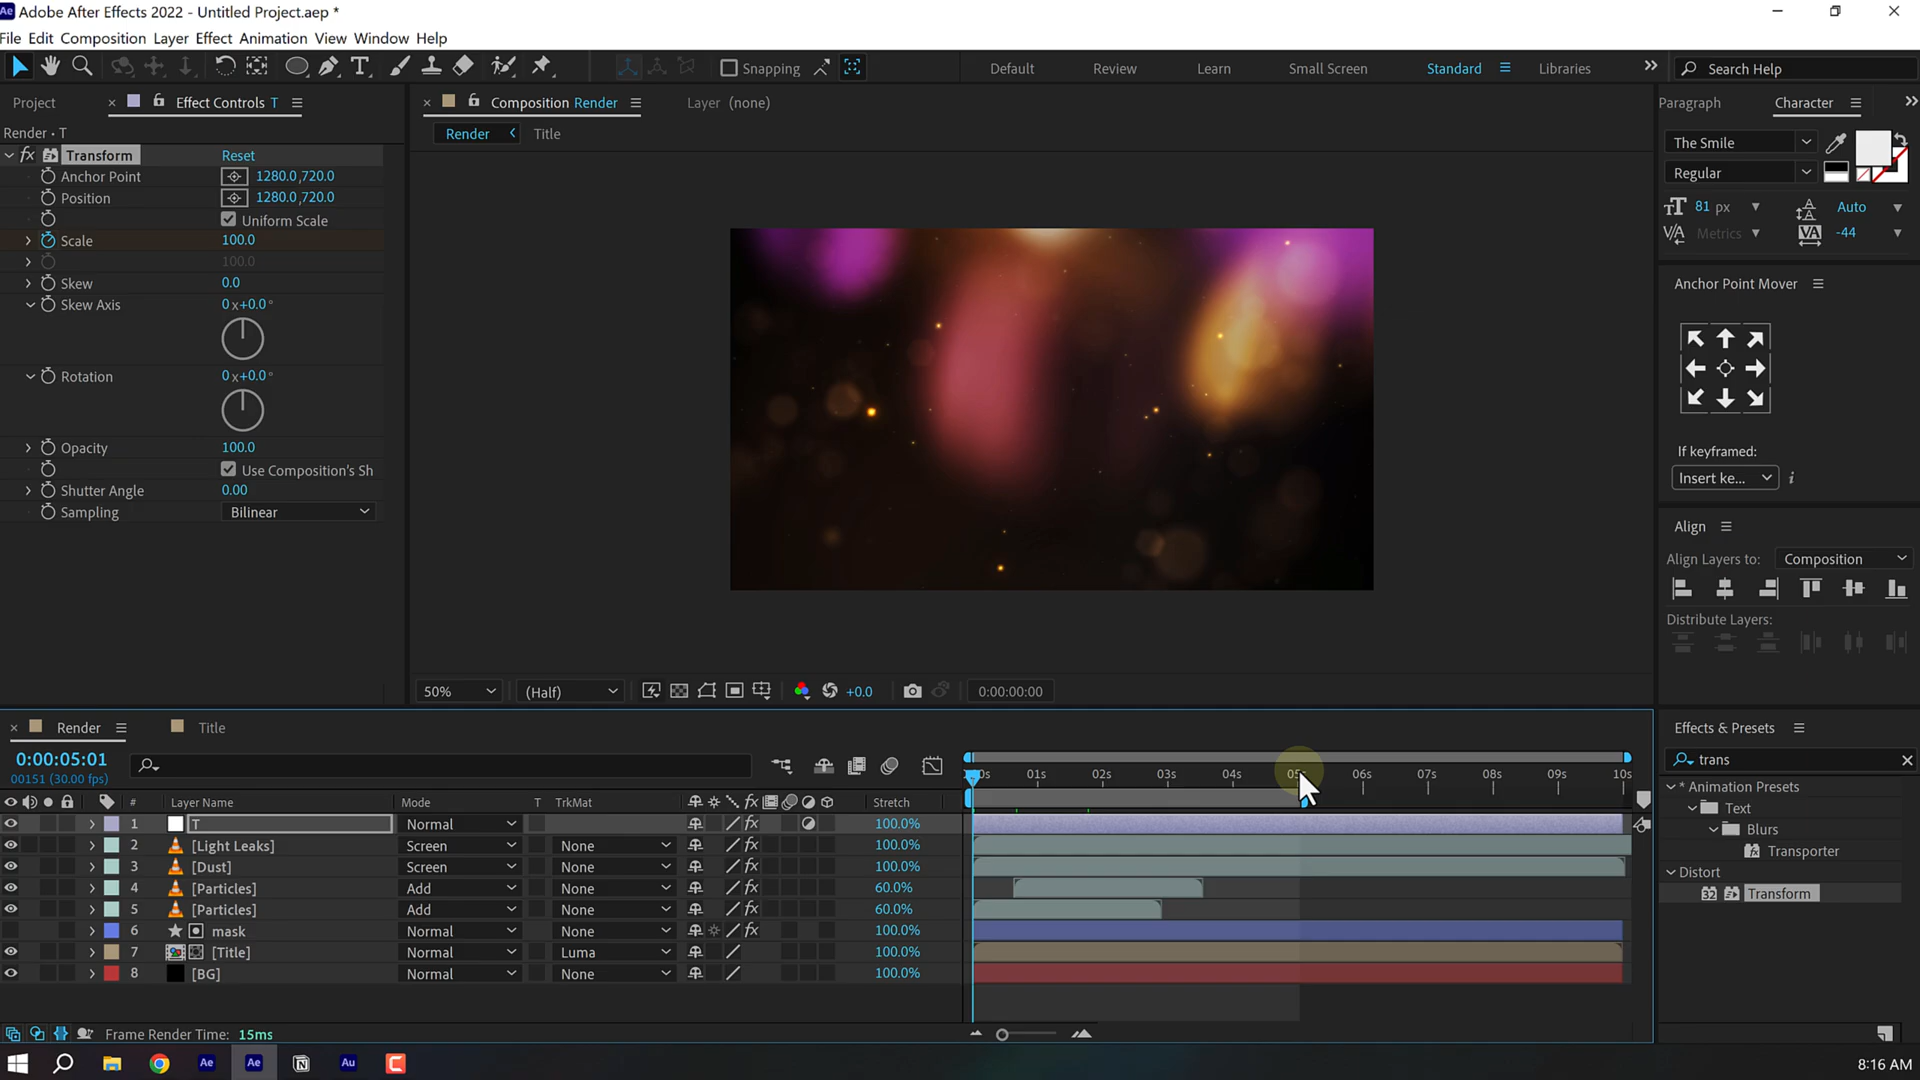 Adobe After Effects 2022 - Untitled Project.aep *
File Edit Composition Layer Effect Animation View Window Help
Snapping
Default Review Learn Small Screen Standard Libraries
Search Help
Project Effect Controls T
Composition Render Layer (none)
Paragraph Character
Render • T
Render Title
fx Transform Reset
Anchor Point 1280.0,720.0
Position 1280.0,720.0
Uniform Scale
Scale 100.0
100.0
Skew 0.0
Skew Axis 0 x+0.0°
Rotation 0 x+0.0°
Opacity 100.0
Use Composition's Sh
Shutter Angle 0.00
Sampling Bilinear
The Smile
Regular
81 px Auto
Metrics -44
Anchor Point Mover
If keyframed:
Insert ke...
Align
Align Layers to: Composition
Distribute Layers:
50% (Half) +0.0 0:00:00:00
Render Title
0:00:05:01
00151 (30.00 fps)
01s 02s 03s 04s 05s 06s 07s 08s 09s 10s
# Layer Name Mode T TrkMat Stretch
1 T Normal 100.0%
2 [Light Leaks] Screen None 100.0%
3 [Dust] Screen None 100.0%
4 [Particles] Add None 60.0%
5 [Particles] Add None 60.0%
6 mask Normal None 100.0%
7 [Title] Normal Luma 100.0%
8 [BG] Normal None 100.0%
Frame Render Time: 15ms
Effects & Presets
trans
* Animation Presets
Text
Blurs
Transporter
Distort
32 Transform
8:16 AM